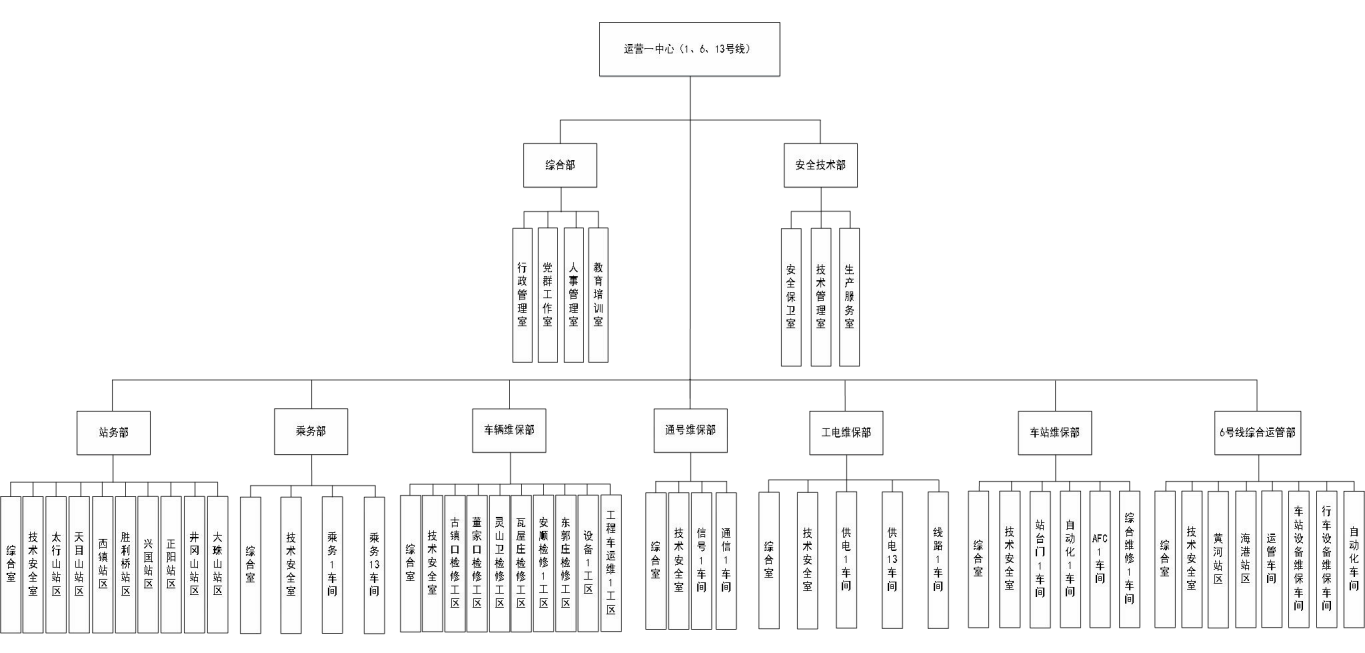 运营一中心（1、6、13号线）
综合部
安全技术部
行政管理室
党群工作室
人事管理室
教育培训室
安全保卫室
技术管理室
生产服务室
站务部
乘务部
车辆维保部
通号维保部
工电维保部
车站维保部
6号线综合运管部
综合室
技术安全室
太行山站区
天目山站区
西镇站区
胜利桥站区
兴国站区
正阳站区
井冈山站区
大珠山站区
综合室
技术安全室
乘务1车间
乘务13车间
综合室
技术安全室
古镇口检修工区
董家口检修工区
灵山卫检修工区
瓦屋庄检修工区
安顺检修1工区
东郭庄检修工区
设备1工区
工程车运维1工区
综合室
技术安全室
信号1车间
通信1车间
综合室
技术安全室
供电1车间
供电13车间
线路1车间
综合室
技术安全室
站台门1车间
自动化1车间
AFC1车间
综合维修1车间
综合室
技术安全室
黄河站区
海港站区
运管车间
车站设备维保车间
行车设备维保车间
自动化车间